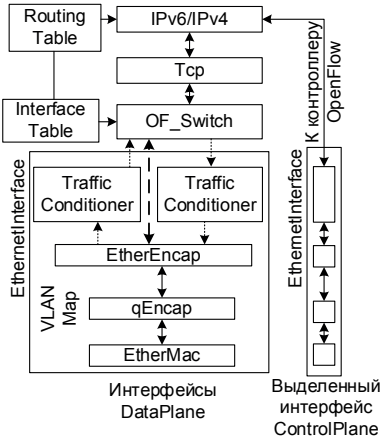 Routing
Table
IPv6/IPv4
Tcp
Interface
Table
OF_Switch
К контроллеру
OpenFlow
EthernetInterface
Traffic
Conditioner
Traffic
Conditioner
EtherEncap
VLAN
Map
qEncap
EtherMac
EthernetInterface
Интерфейсы
DataPlane
Выделенный
интерфейс
ControlPlane